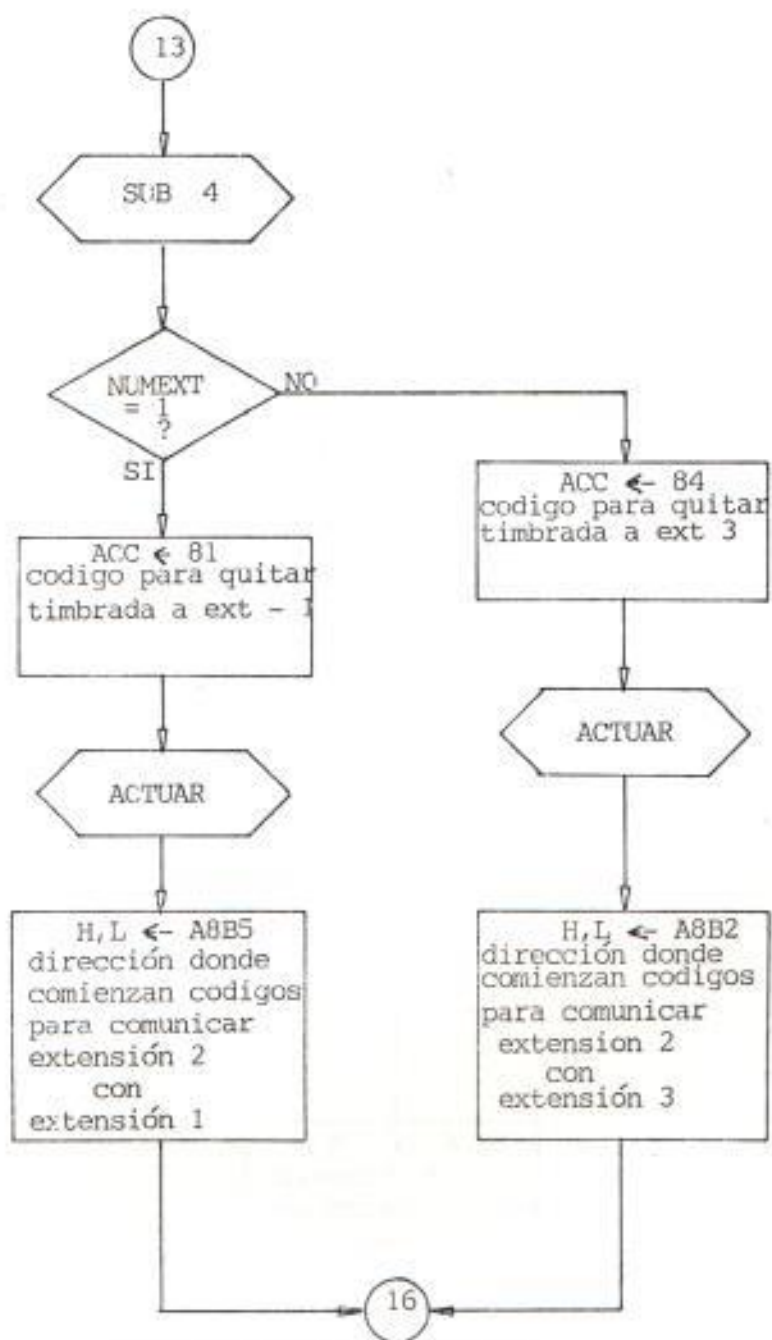 13
SUB 4
NUMEXT
= 1
?
NO
SI
ACC <- 81
codigo para quitar
timbrada a ext - 1
ACTUAR
H,L <- A8B5
dirección donde
comienzan codigos
para comunicar
extensión 2
con
extensión 1
ACC <- 84
codigo para quitar
timbrada a ext 3
ACTUAR
H,L <- A8B2
dirección donde
comienzan codigos
para comunicar
extension 2
con
extensión 3
16